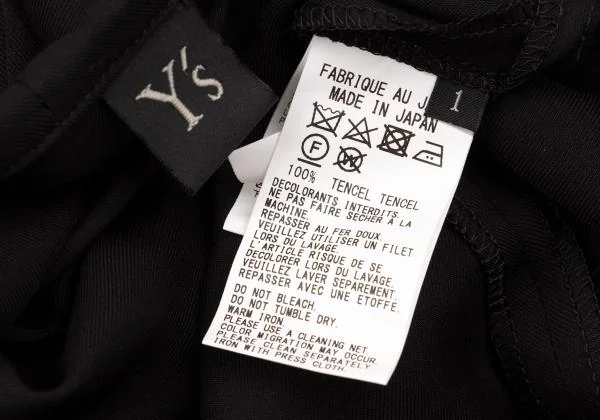 Y's
FABRIQUE AU J
MADE IN JAPAN
1
F
W
100% TENCEL TENCEL
DECOLORANTS INTERDITS.
NE PAS FAIRE SECHER À LA
MACHINE.
REPASSER AU FER DOUX.
VEUILLEZ UTILISER UN FILET
LORS DU LAVAGE.
L'ARTICLE RISQUE DE SE
DECOLORER LORS DU LAVAGE.
VEUILLEZ LAVER SEPAREMENT.
REPASSER AVEC UNE ETOFFE.
DO NOT BLEACH.
DO NOT TUMBLE DRY.
WARM IRON.
PLEASE USE A CLEANING NET.
COLOR MIGRATION MAY OCCUR.
PLEASE CLEAN SEPARATELY.
IRON WITH PRESS CLOTH.